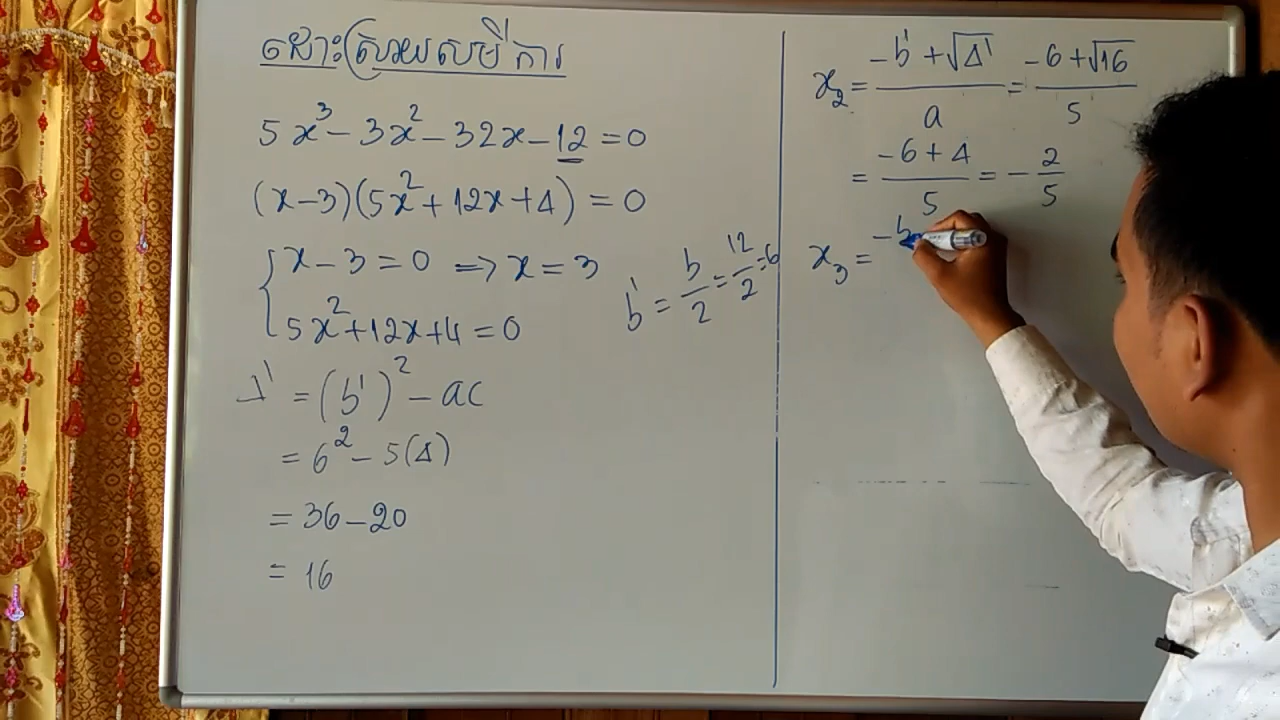 ដោះស្រាយសមីការ
5x³ - 3x² - 32x - 12 = 0
(x - 3)(5x² + 12x + 4) = 0
x - 3 = 0 ⟹ x = 3
5x² + 12x + 4 = 0
b' = b/2 = 12/2 = 6
Δ' = (b')² - ac
= 6² - 5(4)
= 36 - 20
= 16
x₂ = (-b' + √Δ')/a = (-6 + √16)/5
= (-6 + 4)/5 = -2/5
x₃ = -b